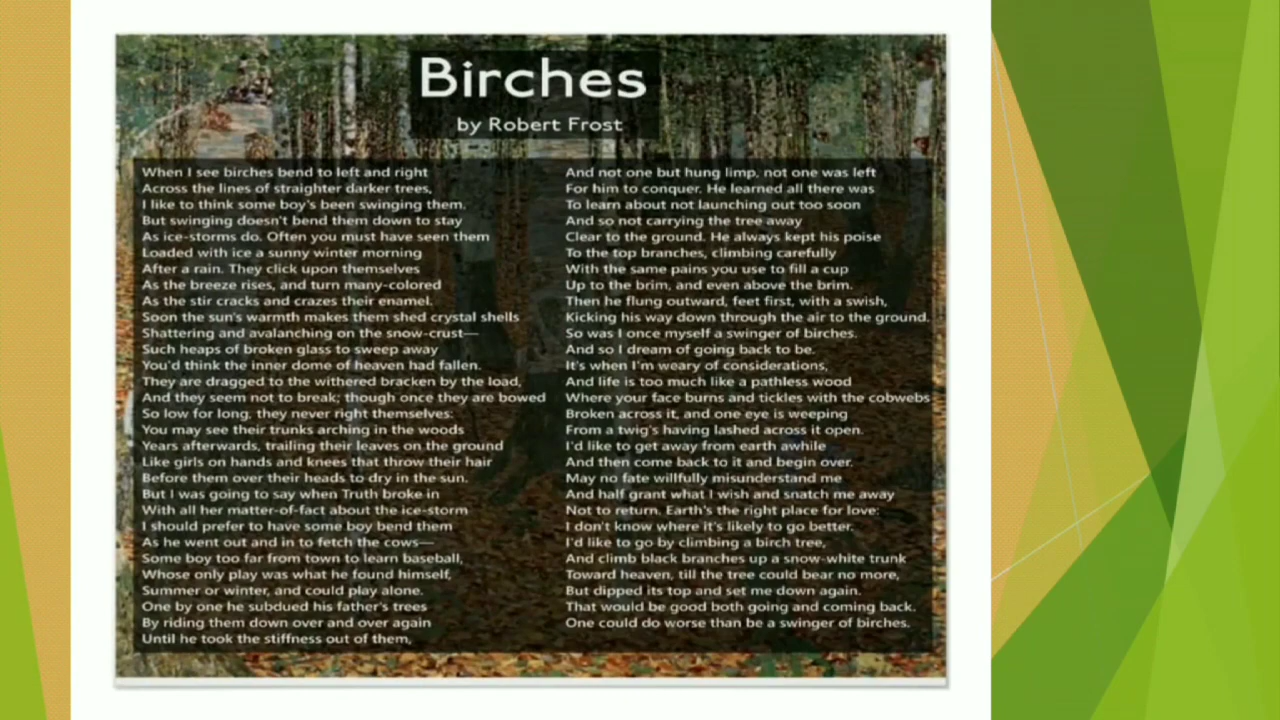 Birches
by Robert Frost
When I see birches bend to left and right
Across the lines of straighter darker trees,
I like to think some boy's been swinging them.
But swinging doesn't bend them down to stay
As ice-storms do. Often you must have seen them
Loaded with ice a sunny winter morning
After a rain. They click upon themselves
As the breeze rises, and turn many-colored
As the stir cracks and crazes their enamel.
Soon the sun's warmth makes them shed crystal shells
Shattering and avalanching on the snow-crust—
Such heaps of broken glass to sweep away
You'd think the inner dome of heaven had fallen.
They are dragged to the withered bracken by the load,
And they seem not to break; though once they are bowed
So low for long, they never right themselves:
You may see their trunks arching in the woods
Years afterwards, trailing their leaves on the ground
Like girls on hands and knees that throw their hair
Before them over their heads to dry in the sun.
But I was going to say when Truth broke in
With all her matter-of-fact about the ice-storm
I should prefer to have some boy bend them
As he went out and in to fetch the cows—
Some boy too far from town to learn baseball,
Whose only play was what he found himself,
Summer or winter, and could play alone.
One by one he subdued his father's trees
By riding them down over and over again
Until he took the stiffness out of them,
And not one but hung limp, not one was left
For him to conquer. He learned all there was
To learn about not launching out too soon
And so not carrying the tree away
Clear to the ground. He always kept his poise
To the top branches, climbing carefully
With the same pains you use to fill a cup
Up to the brim, and even above the brim.
Then he flung outward, feet first, with a swish,
Kicking his way down through the air to the ground.
So was I once myself a swinger of birches.
And so I dream of going back to be.
It's when I'm weary of considerations,
And life is too much like a pathless wood
Where your face burns and tickles with the cobwebs
Broken across it, and one eye is weeping
From a twig's having lashed across it open.
I'd like to get away from earth awhile
And then come back to it and begin over.
May no fate willfully misunderstand me
And half grant what I wish and snatch me away
Not to return. Earth's the right place for love:
I don't know where it's likely to go better.
I'd like to go by climbing a birch tree,
And climb black branches up a snow-white trunk
Toward heaven, till the tree could bear no more,
But dipped its top and set me down again.
That would be good both going and coming back.
One could do worse than be a swinger of birches.